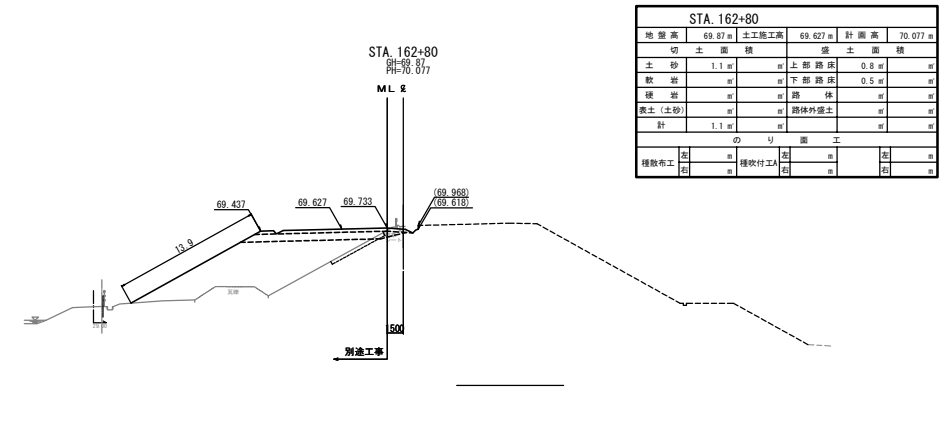 STA. 162+80
地盤高 69.87 m 土工施工高 69.627 m 計画高 70.077 m
切土面積 盛土面積
土砂 1.1 ㎡ ㎡ 上部路床 0.8 ㎡ ㎡
軟岩 ㎡ ㎡ 下部路床 0.5 ㎡ ㎡
硬岩 ㎡ ㎡ 路体 ㎡ ㎡
表土(土砂) ㎡ ㎡ 路体外盛土 ㎡ ㎡
計 1.1 ㎡ ㎡ ㎡ ㎡
のり面工
種散布工 左 m 種吹付工A 左 m 左 m
右 m 右 m 右 m
STA. 162+80
GH=69.87
PH=70.077
ML ℄
69.437
69.627
69.733
(69.968)
(69.618)
13.9
1500
別途工事